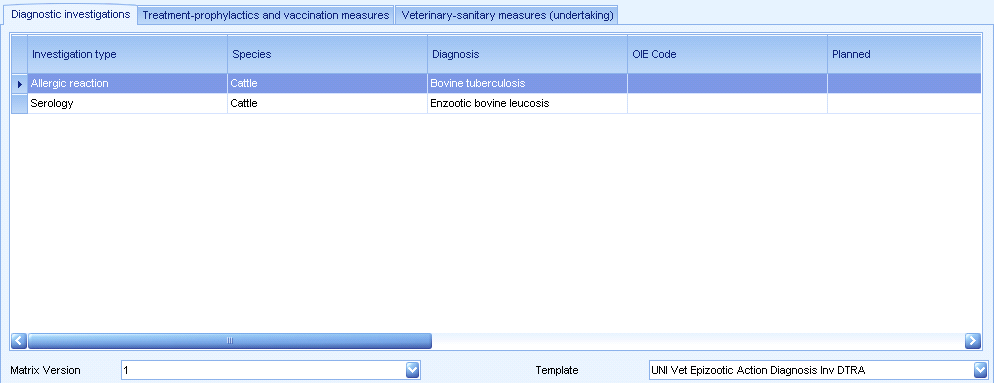 Diagnostic investigations Treatment-prophylactics and vaccination measures Veterinary-sanitary measures (undertaking)
Investigation type Species Diagnosis OIE Code Planned
Allergic reaction Cattle Bovine tuberculosis
Serology Cattle Enzootic bovine leucosis
Matrix Version 1 Template UNI Vet Epizootic Action Diagnosis Inv DTRA